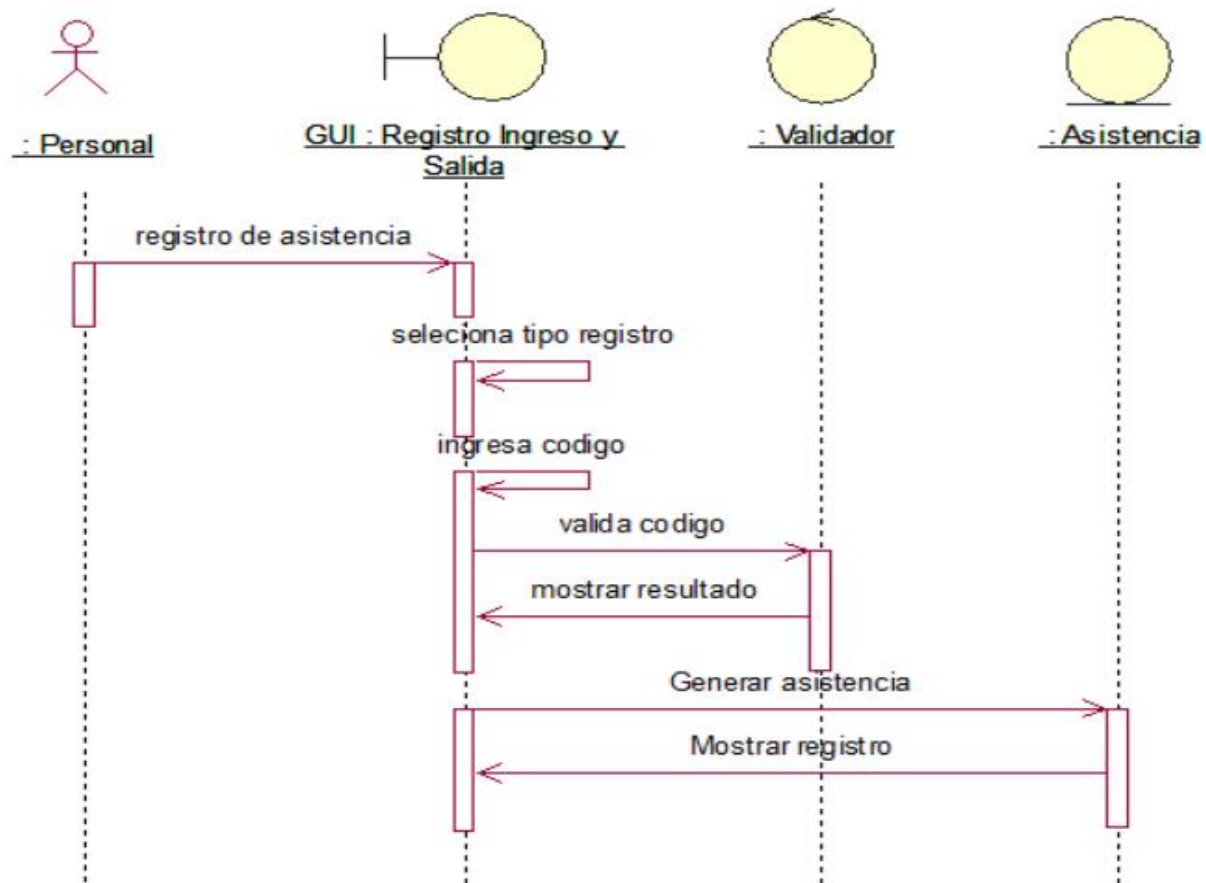 : Personal
GUI : Registro Ingreso y
Salida
: Validador
: Asistencia
registro de asistencia
seleciona tipo registro
ingresa codigo
valida codigo
mostrar resultado
Generar asistencia
Mostrar registro